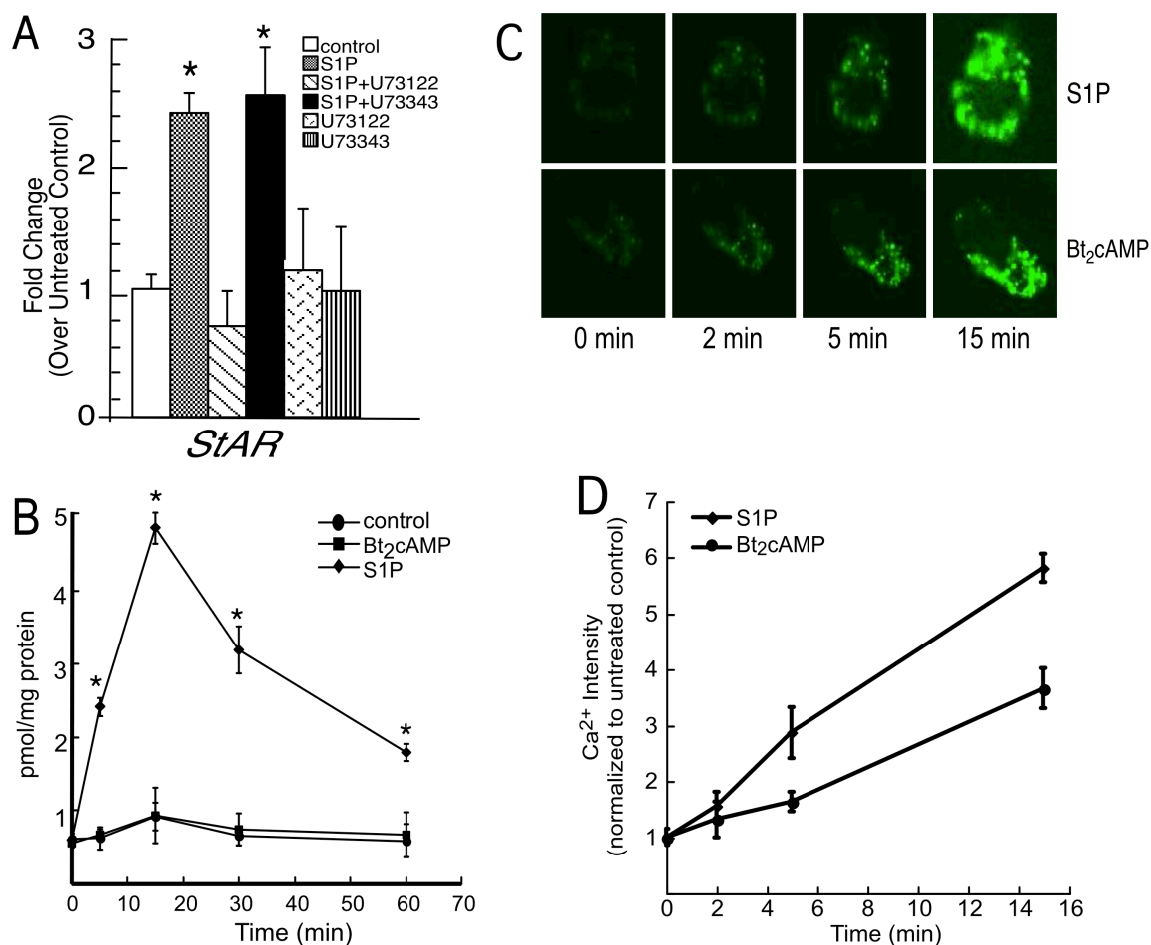 A
3
2
1
0
Fold Change
(Over Untreated Control)
* *
control
S1P
S1P+U73122
S1P+U73343
U73122
U73343
StAR
C
S1P
Bt2cAMP
0 min 2 min 5 min 15 min
B
5
4
3
2
1
pmol/mg protein
* * * *
control
Bt2cAMP
S1P
0 10 20 30 40 50 60 70
Time (min)
D
7
6
5
4
3
2
1
Ca2+ Intensity
(normalized to untreated control)
S1P
Bt2cAMP
0 2 4 6 8 10 12 14 16
Time (min)